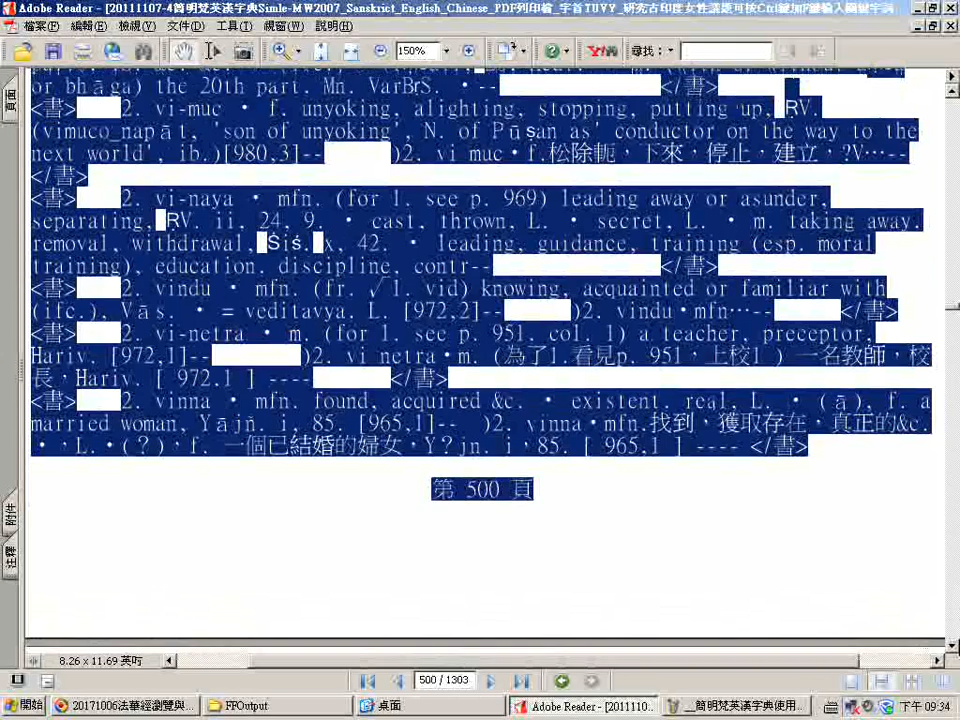 Adobe Reader - [20111107-4簡明梵英漢字典Simle-MW2007_Sanskrict_English_Chinese_PDF列印檔_字首TUVY_研究古印度女性議題可按Ctrl鍵加F鍵輸入關鍵字詞
檔案(F) 編輯(E) 檢視(V) 文件(D) 工具(T) 視窗(W) 說明(H)
150% 尋找：
頁面
or bhāga) the 20th part. Mn. VarBṛS. ·-- </書>
<書> 2. vi-muc · f. unyoking, alighting, stopping, putting up, RV.
(vimuco_napāt, 'son of unyoking', N. of Pūṣan as' conductor on the way to the
next world', ib.)[980,3]-- )2. vi muc·f.松除軛，下來，停止，建立，?V…--
</書>
<書> 2. vi-naya · mfn. (for 1. see p. 969) leading away or asunder,
separating, RV. ii, 24, 9. · cast, thrown, L. · secret, L. · m. taking away.
removal, withdrawal, Śiś. x, 42. · leading, guidance, training (esp. moral
training), education. discipline, contr-- </書>
<書> 2. vindu · mfn. (fr. √1. vid) knowing, acquainted or familiar with
(ifc.), Vās. · = veditavya. L. [972,2]-- )2. vindu·mfn…-- </書>
<書> 2. vi-netra · m. (for 1. see p. 951, col. 1) a teacher, preceptor,
Hariv. [972,1]-- )2. vi netra·m. (為了1.看見p. 951，上校1 ) 一名教師，校
長，Hariv. [ 972,1 ] ---- </書>
<書> 2. vinna · mfn. found, acquired &c. · existent, real, L. · (ā), f. a
married woman, Yājñ. i, 85. [965,1]-- )2. vinna·mfn.找到，獲取存在，真正的&c.
·，L.·(？)，f. 一個已結婚的婦女，Y？jn. i，85. [ 965,1 ] ---- </書>
第 500 頁
附件
注釋
8.26 x 11.69 英吋
500 / 1303
開始 20171006法華經瀏覽與... FFOutput 桌面 Adobe Reader - [2011110... __簡明梵英漢字典使用... 下午 09:34